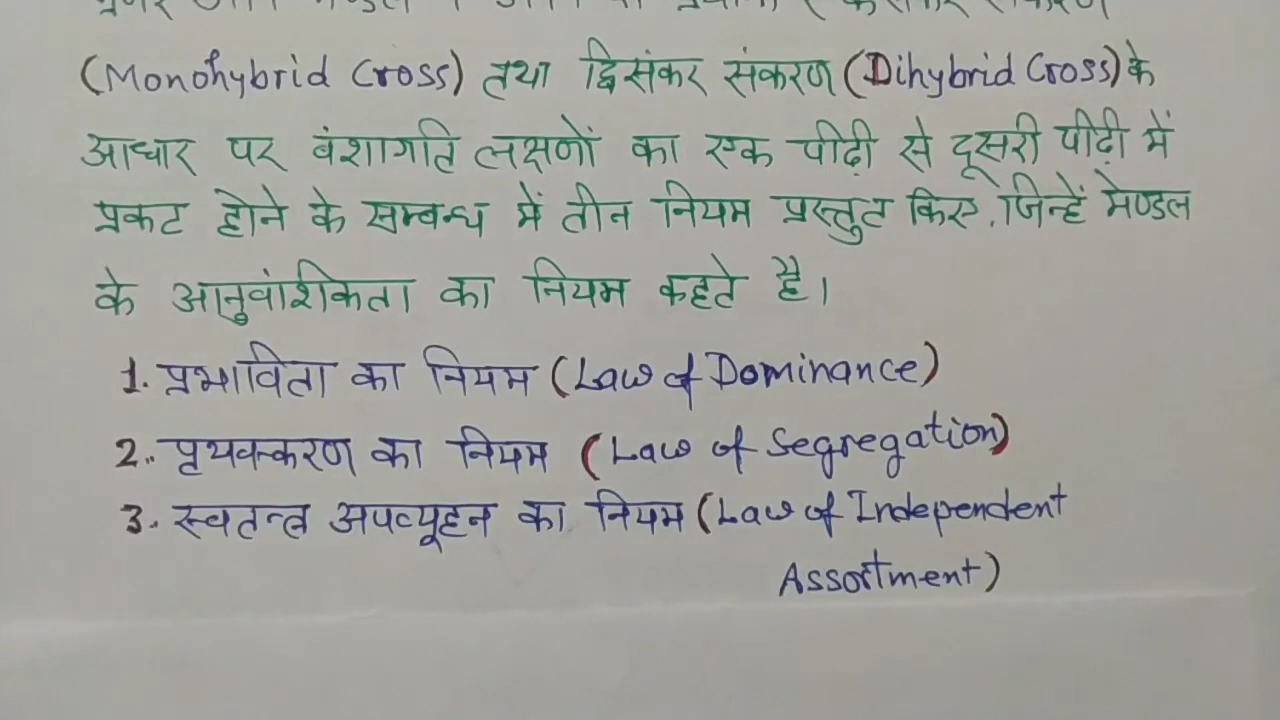 (Monohybrid Cross) तथा द्विसंकर संकरण (Dihybrid Cross) के
आधार पर वंशागति लक्षणों का एक पीढ़ी से दूसरी पीढ़ी में
प्रकट होने के सम्बन्ध में तीन नियम प्रस्तुत किए, जिन्हें मेण्डल
के आनुवांशिकता का नियम कहते है।
1. प्रभाविता का नियम (Law of Dominance)
2. पृथक्करण का नियम (Law of Segregation)
3. स्वतन्त्र अपव्यूहन का नियम (Law of Independent
Assortment)